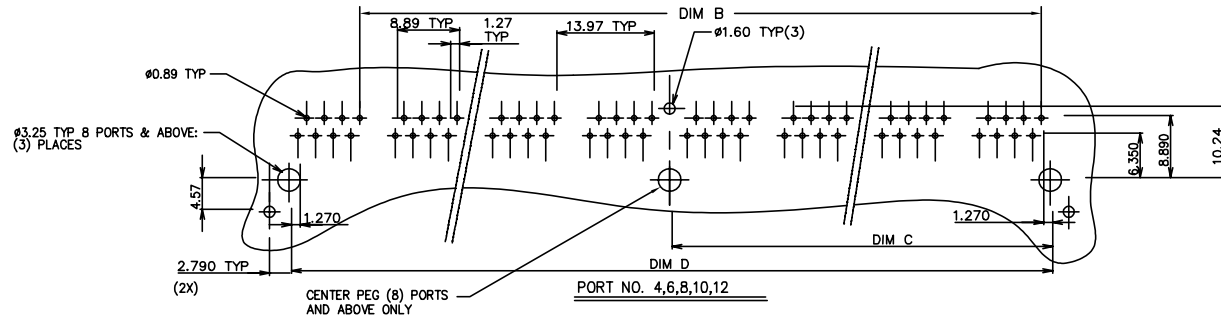 DIM B
8.89 TYP
1.27
TYP
13.97 TYP
ø1.60 TYP(3)
ø0.89 TYP
ø3.25 TYP 8 PORTS & ABOVE:
(3) PLACES
4.57
1.270
2.790 TYP
(2X)
6.350
8.890
10.24
1.270
DIM C
DIM D
CENTER PEG (8) PORTS
AND ABOVE ONLY
PORT NO. 4,6,8,10,12